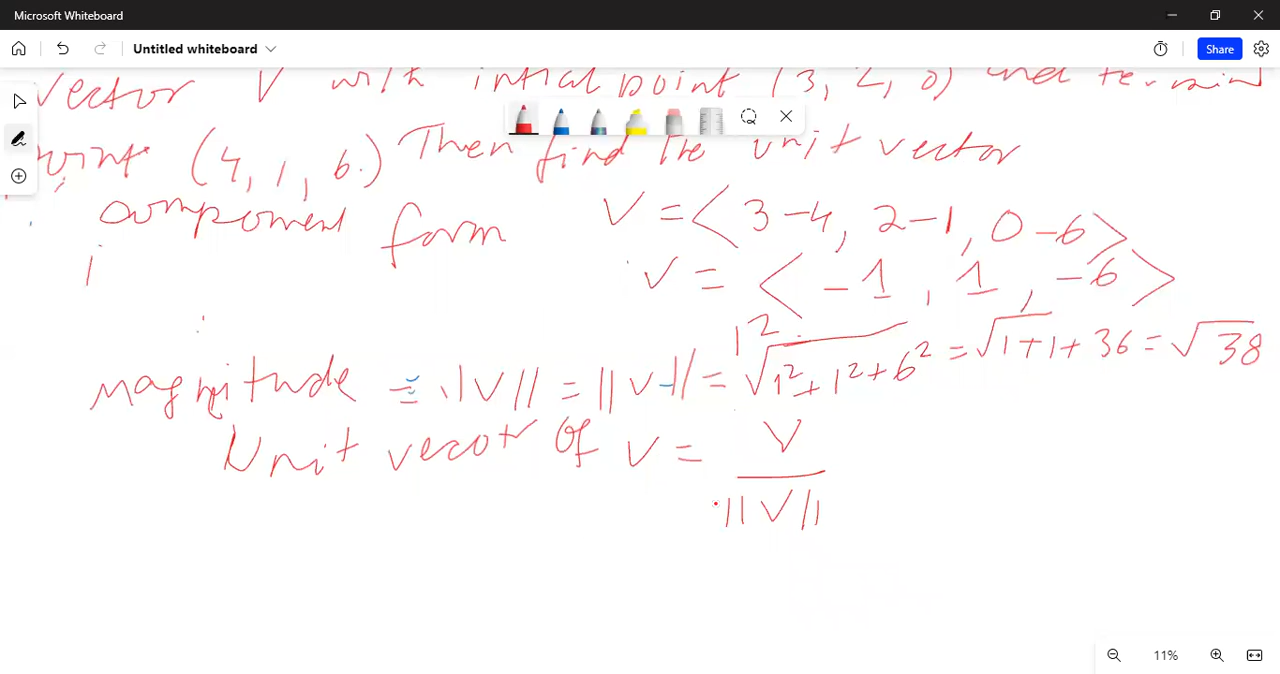 Microsoft Whiteboard
Untitled whiteboard
Share
vector V with intial point (3, 2, 0) and termin
point (4, 1, 6.) Then find the unit vector
component form V = < 3-4, 2-1, 0-6 >
V = < -1, 1, -6 >
1²
magnitude = ||V|| = ||V-|| = √1²+1²+6² = √1+1+36 = √38
Unit vecotr Of V = V
||V||
11%